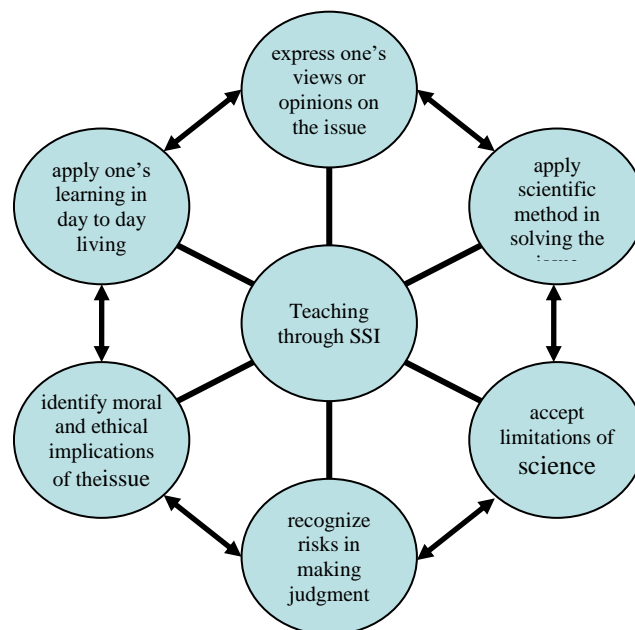 express one's
views or
opinions on
the issue
apply one's
learning in
day to day
living
apply
scientific
method in
solving the
issue
Teaching
through SSI
identify moral
and ethical
implications
of theissue
accept
limitations of
science
recognize
risks in
making
judgment